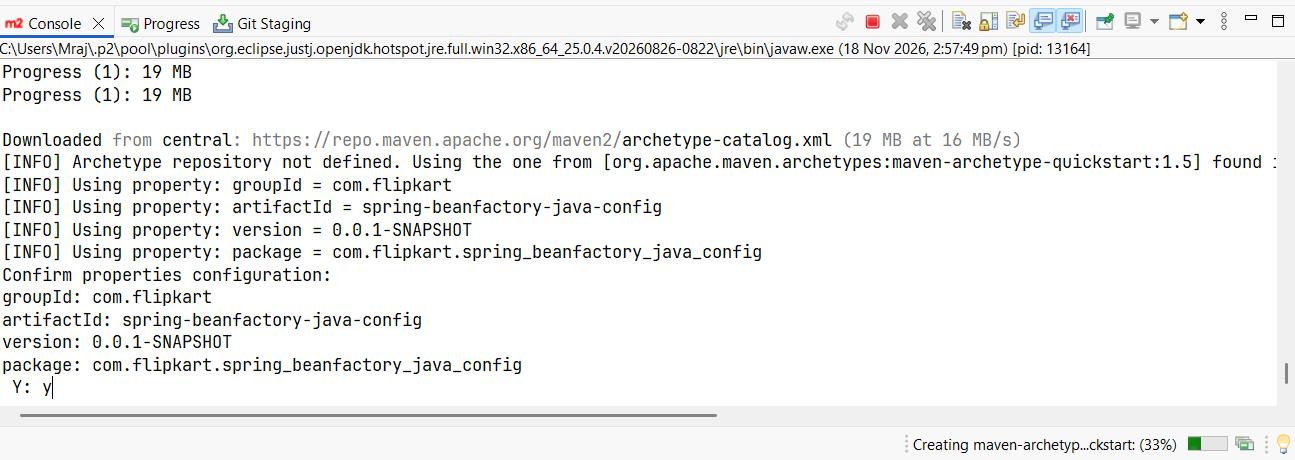 m2 Console Progress Git Staging
C:\Users\Mraj\.p2\pool\plugins\org.eclipse.justj.openjdk.hotspot.jre.full.win32.x86_64_25.0.4.v20260826-0822\jre\bin\javaw.exe (18 Nov 2026, 2:57:49 pm) [pid: 13164]
Progress (1): 19 MB
Progress (1): 19 MB
Downloaded from central: https://repo.maven.apache.org/maven2/archetype-catalog.xml (19 MB at 16 MB/s)
[INFO] Archetype repository not defined. Using the one from [org.apache.maven.archetypes:maven-archetype-quickstart:1.5] found
[INFO] Using property: groupId = com.flipkart
[INFO] Using property: artifactId = spring-beanfactory-java-config
[INFO] Using property: version = 0.0.1-SNAPSHOT
[INFO] Using property: package = com.flipkart.spring_beanfactory_java_config
Confirm properties configuration:
groupId: com.flipkart
artifactId: spring-beanfactory-java-config
version: 0.0.1-SNAPSHOT
package: com.flipkart.spring_beanfactory_java_config
Y: y
Creating maven-archetyp...ckstart: (33%)